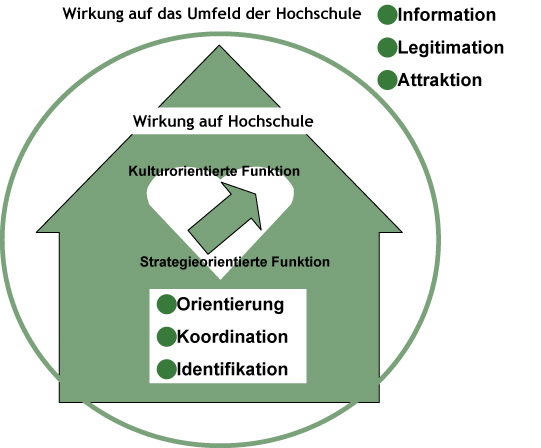 Wirkung auf das Umfeld der Hochschule
Information
Legitimation
Attraktion
Wirkung auf Hochschule
Kulturorientierte Funktion
Strategieorientierte Funktion
Orientierung
Koordination
Identifikation